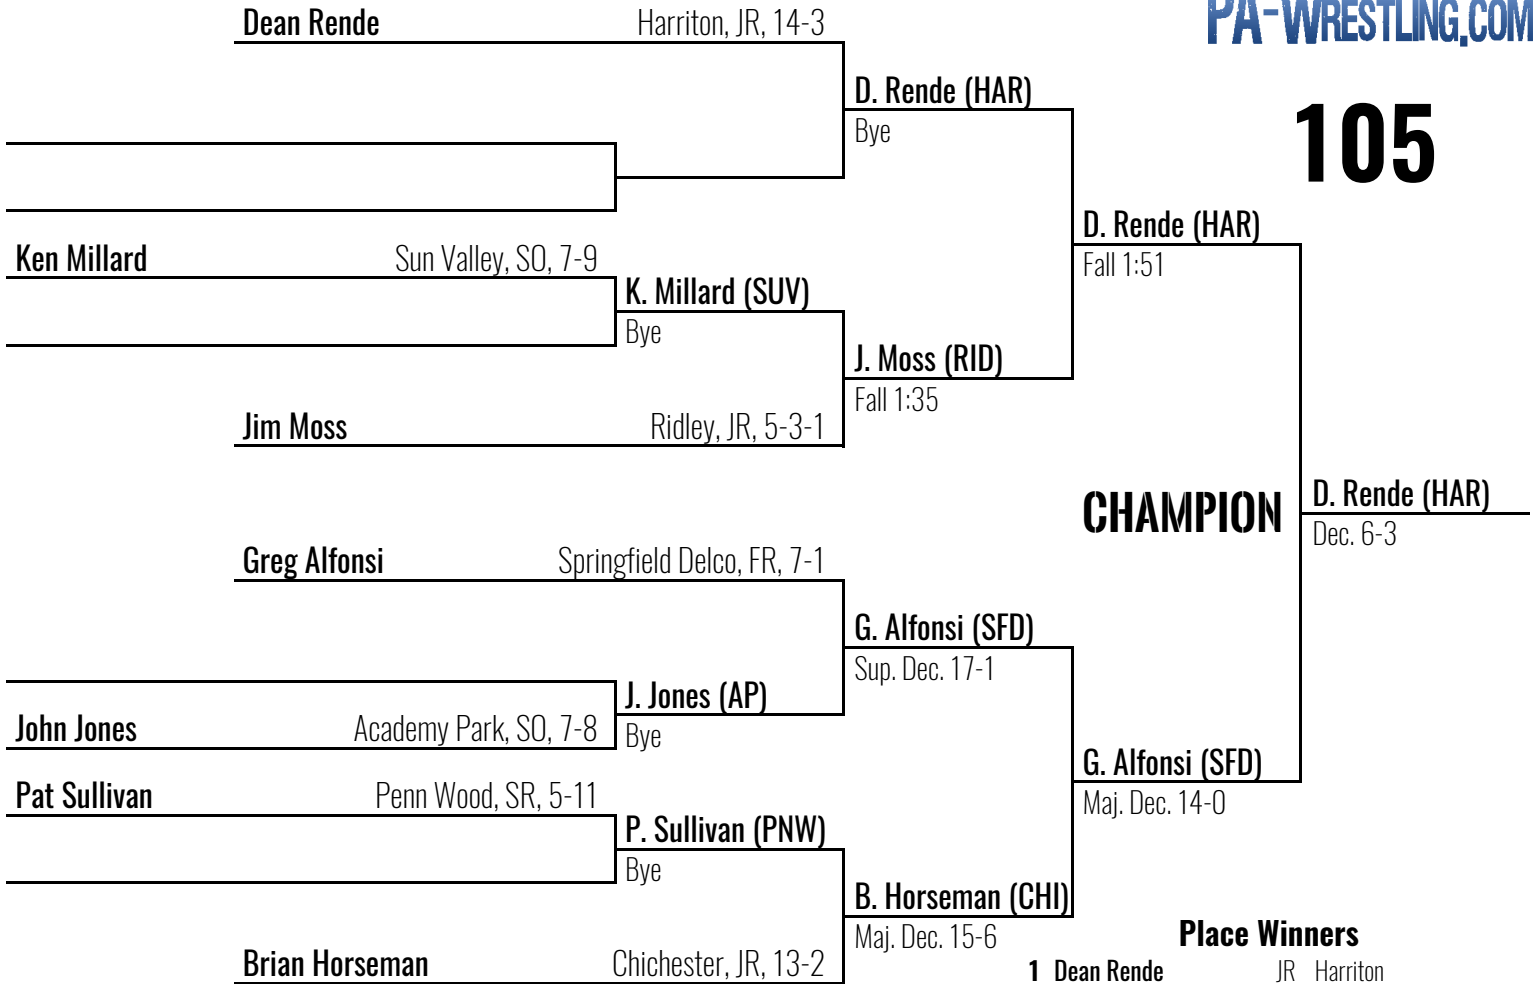 PA-WRESTLING.COM
Dean Rende Harriton, JR, 14-3
D. Rende (HAR)
Bye
105
D. Rende (HAR)
Fall 1:51
Ken Millard Sun Valley, SO, 7-9
K. Millard (SUV)
Bye
J. Moss (RID)
Fall 1:35
Jim Moss Ridley, JR, 5-3-1
CHAMPION
D. Rende (HAR)
Dec. 6-3
Greg Alfonsi Springfield Delco, FR, 7-1
G. Alfonsi (SFD)
Sup. Dec. 17-1
J. Jones (AP)
John Jones Academy Park, SO, 7-8
Bye
G. Alfonsi (SFD)
Maj. Dec. 14-0
Pat Sullivan Penn Wood, SR, 5-11
P. Sullivan (PNW)
Bye
B. Horseman (CHI)
Maj. Dec. 15-6
Brian Horseman Chichester, JR, 13-2
Place Winners
1 Dean Rende JR Harriton